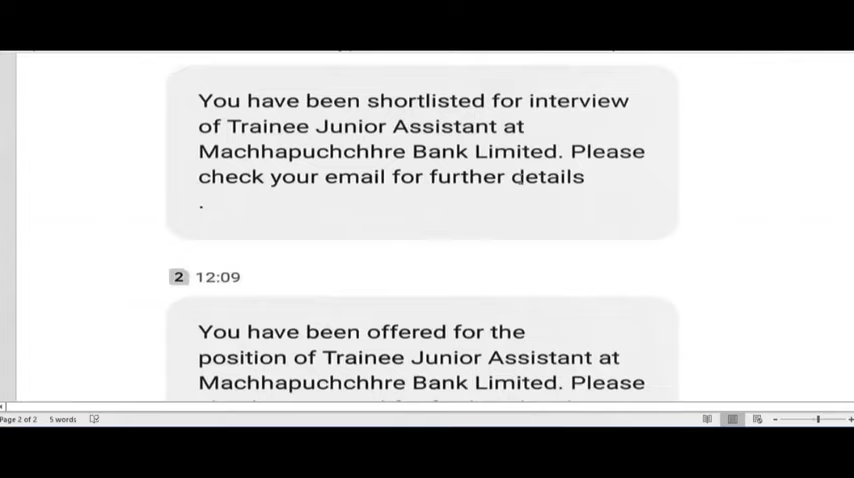 You have been shortlisted for interview
of Trainee Junior Assistant at
Machhapuchchhre Bank Limited. Please
check your email for further details
.
2 12:09
You have been offered for the
position of Trainee Junior Assistant at
Machhapuchchhre Bank Limited. Please
Page 2 of 2 5 words